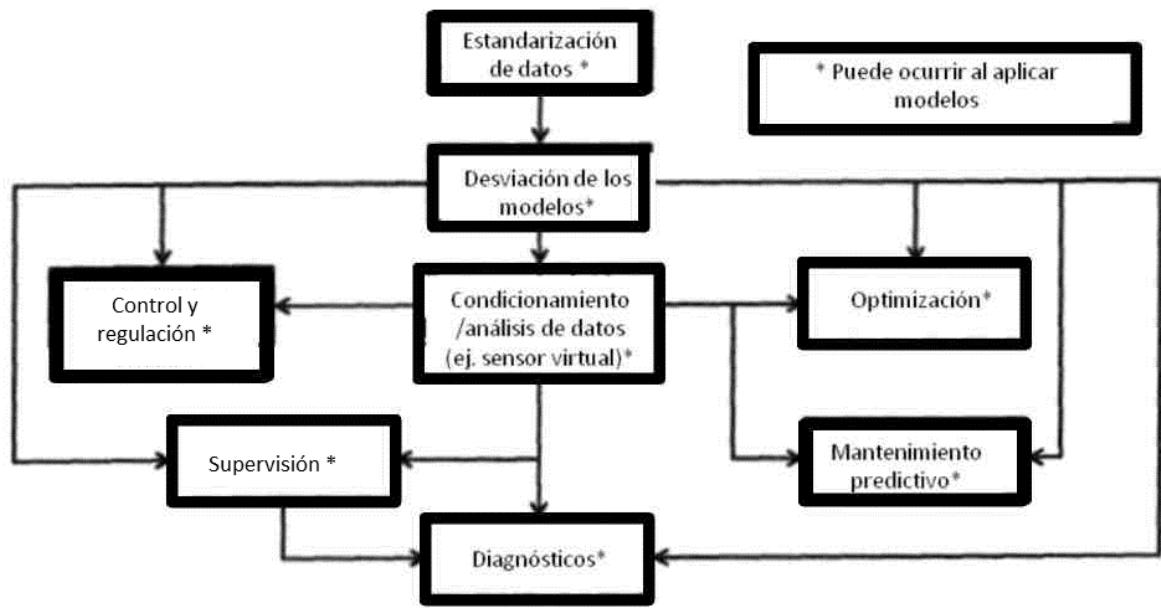 Estandarización
de datos *
* Puede ocurrir al aplicar
modelos
Desviación de los
modelos*
Control y
regulación *
Condicionamiento
/análisis de datos
(ej. sensor virtual)*
Optimización*
Supervisión *
Mantenimiento
predictivo*
Diagnósticos*